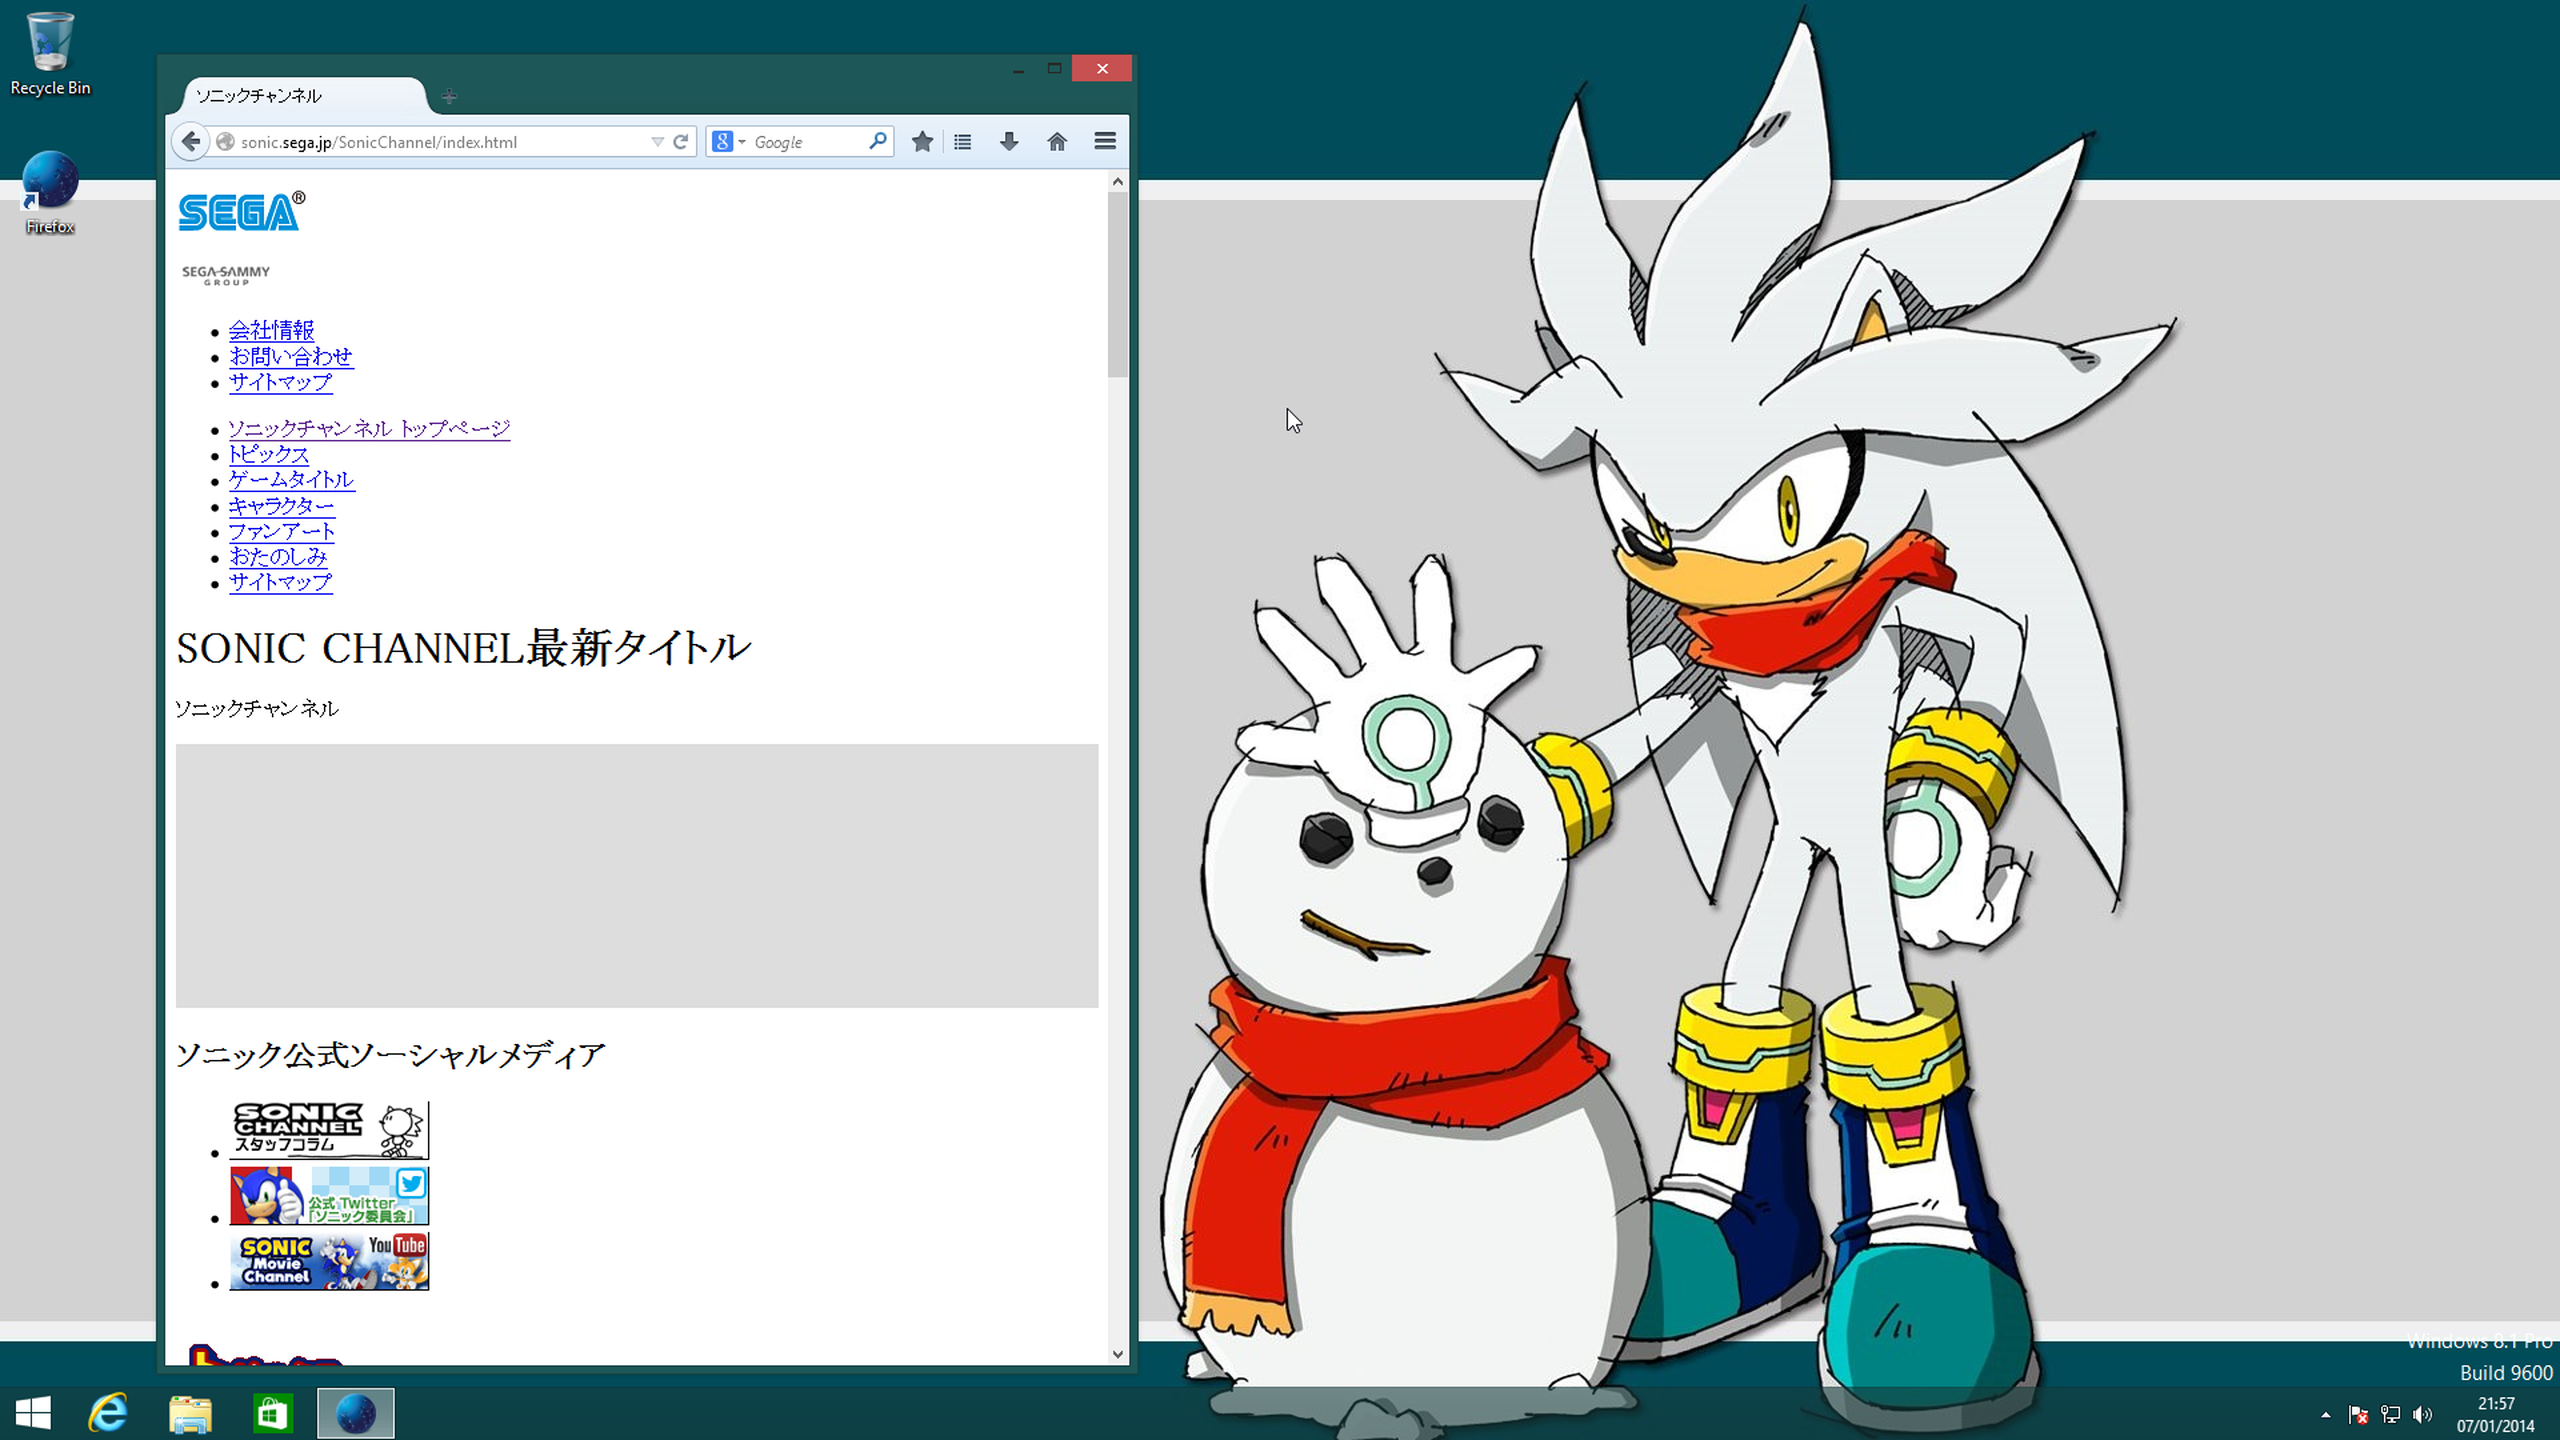 Recycle Bin
Firefox
ソニックチャンネル
sonic.sega.jp/SonicChannel/index.html
Google
SEGA®
SEGA SAMMY
GROUP
会社情報
お問い合わせ
サイトマップ
ソニックチャンネル トップページ
トピックス
ゲームタイトル
キャラクター
ファンアート
おたのしみ
サイトマップ
SONIC CHANNEL最新タイトル
ソニックチャンネル
ソニック公式ソーシャルメディア
SONIC
CHANNEL
スタッフコラム
公式 Twitter
「ソニック委員会」
SONIC
Movie
Channel
YouTube
Windows 8.1 Pro
Build 9600
21:57
07/01/2014